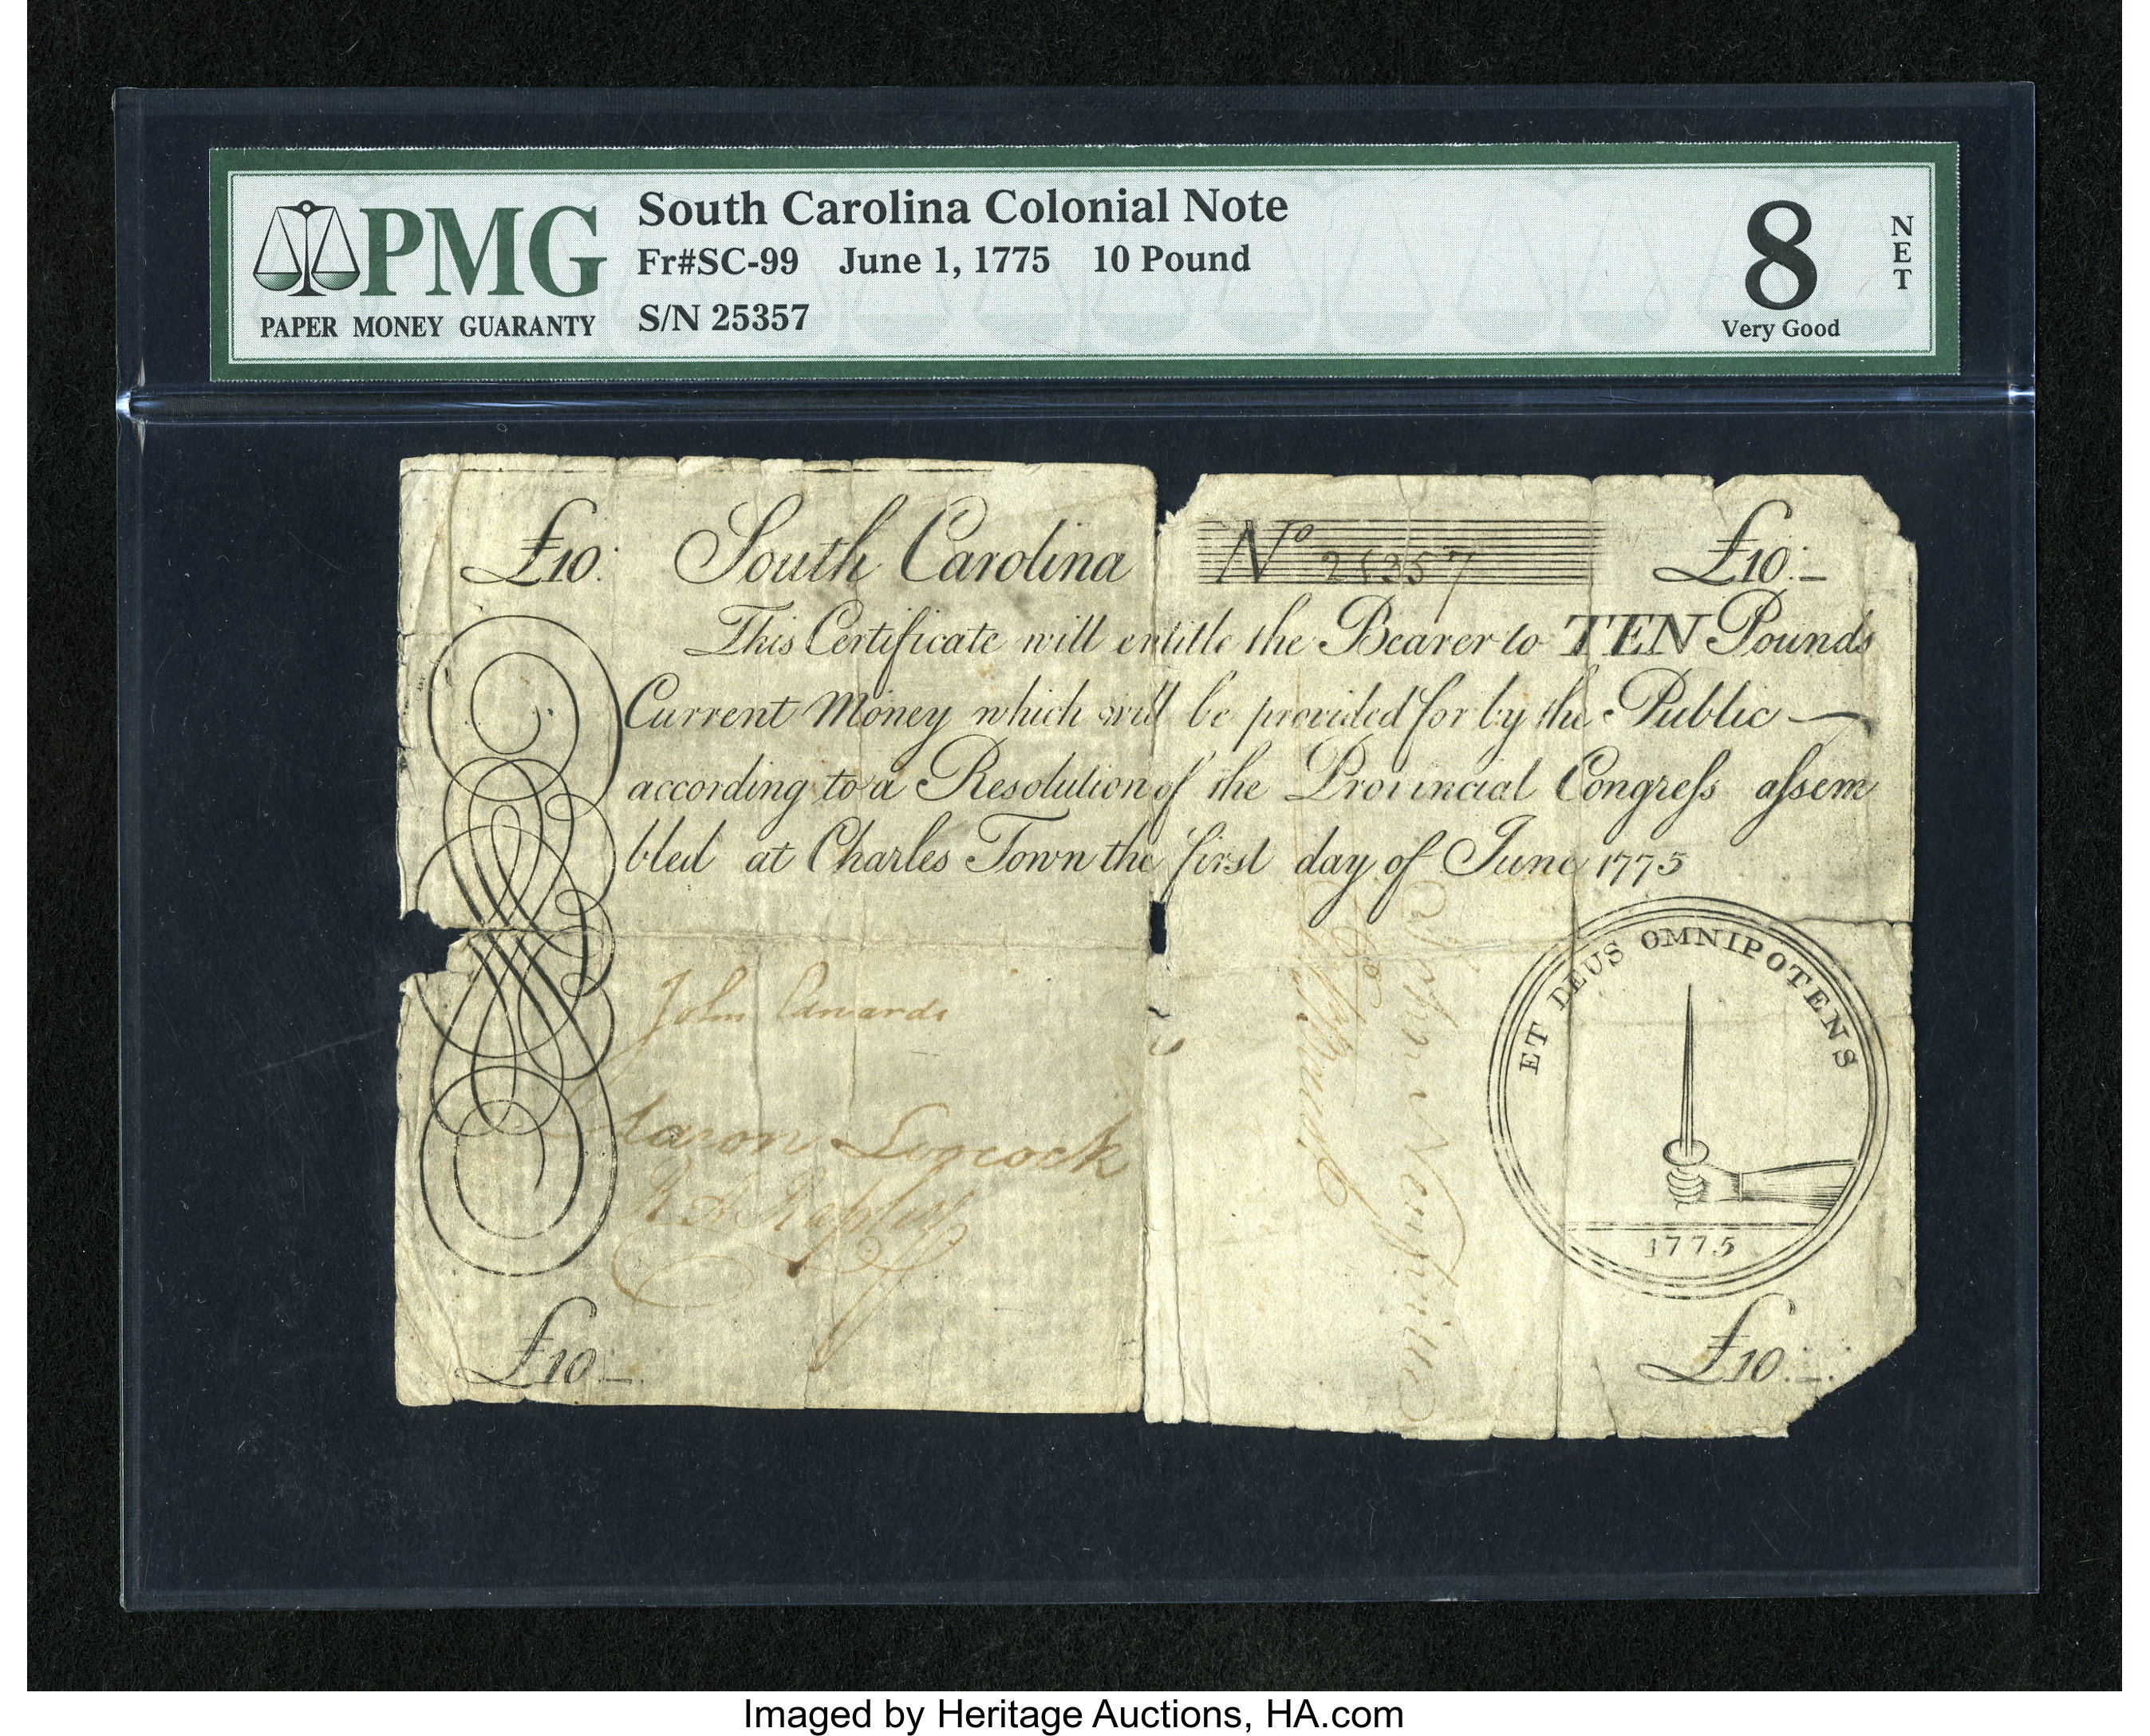 PMG
PAPER MONEY GUARANTY
South Carolina Colonial Note
Fr#SC-99 June 1, 1775 10 Pound
S/N 25357
8
Very Good
NET
£10: South Carolina No 25357 £10:–
This Certificate will entitle the Bearer to TEN Pounds
Current Money which will be provided for by the Public —
according to a Resolution of the Provincial Congreſs aſsem
bled at Charles Town the first day of June 1775
ET DEUS OMNIPOTENS
1775
John Edwards
Aaron Loocock
£10:– £10:–
Imaged by Heritage Auctions, HA.com